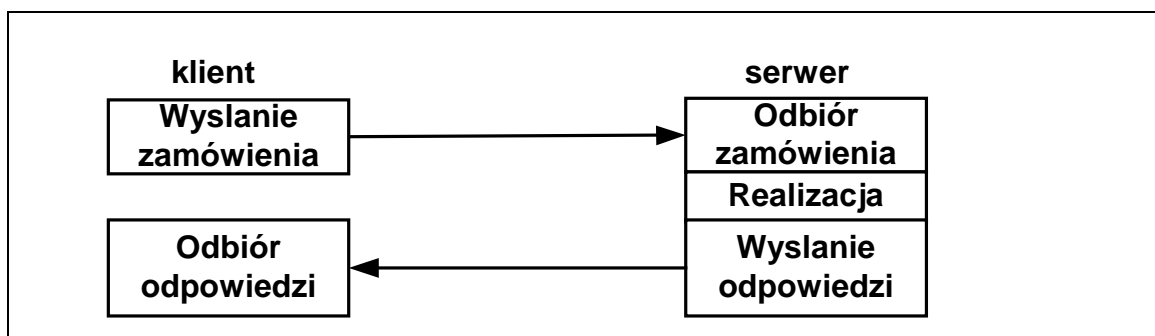 klient
serwer
Wyslanie
zamówienia
Odbiór
zamówienia
Realizacja
Odbiór
odpowiedzi
Wyslanie
odpowiedzi